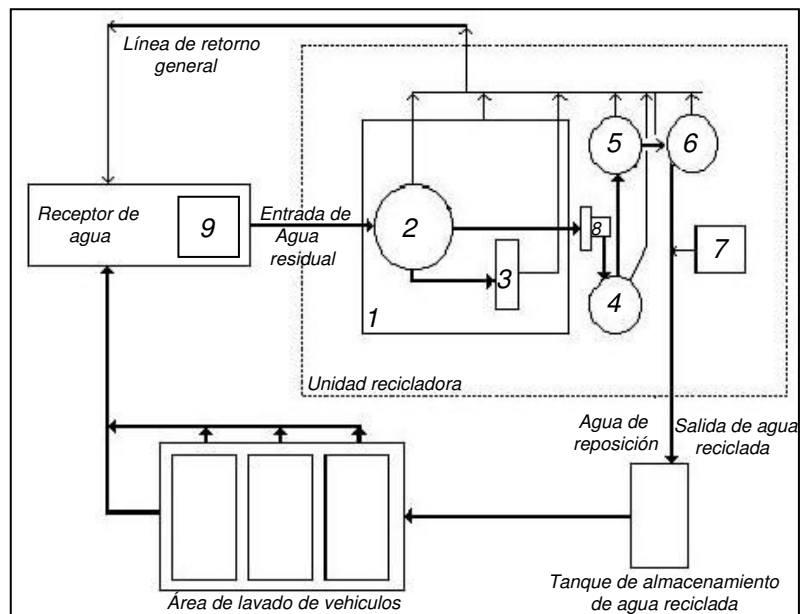 Línea de retorno
general
5
6
Receptor de
agua
9
Entrada de
Agua
residual
2
8
7
3
4
1
Unidad recicladora
Agua de
reposición
Salida de agua
reciclada
Área de lavado de vehiculos
Tanque de almacenamiento
de agua reciclada